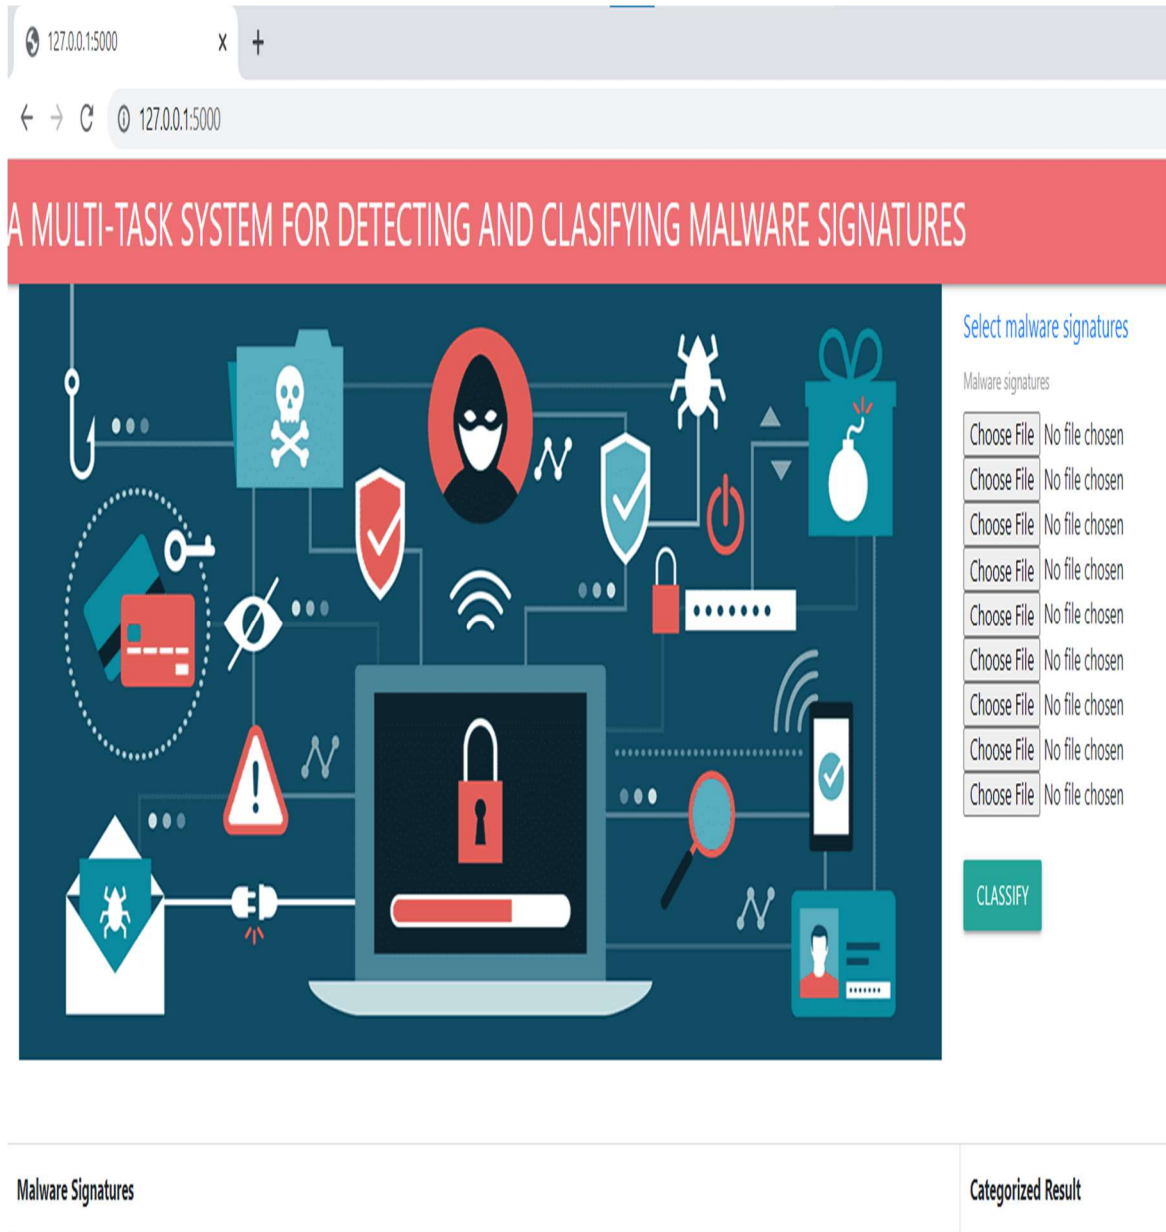 127.0.0.1:5000
127.0.0.1:5000
A MULTI-TASK SYSTEM FOR DETECTING AND CLASIFYING MALWARE SIGNATURES
Select malware signatures
Malware signatures
Choose File No file chosen
Choose File No file chosen
Choose File No file chosen
Choose File No file chosen
Choose File No file chosen
Choose File No file chosen
Choose File No file chosen
Choose File No file chosen
Choose File No file chosen
CLASSIFY
Malware Signatures
Categorized Result